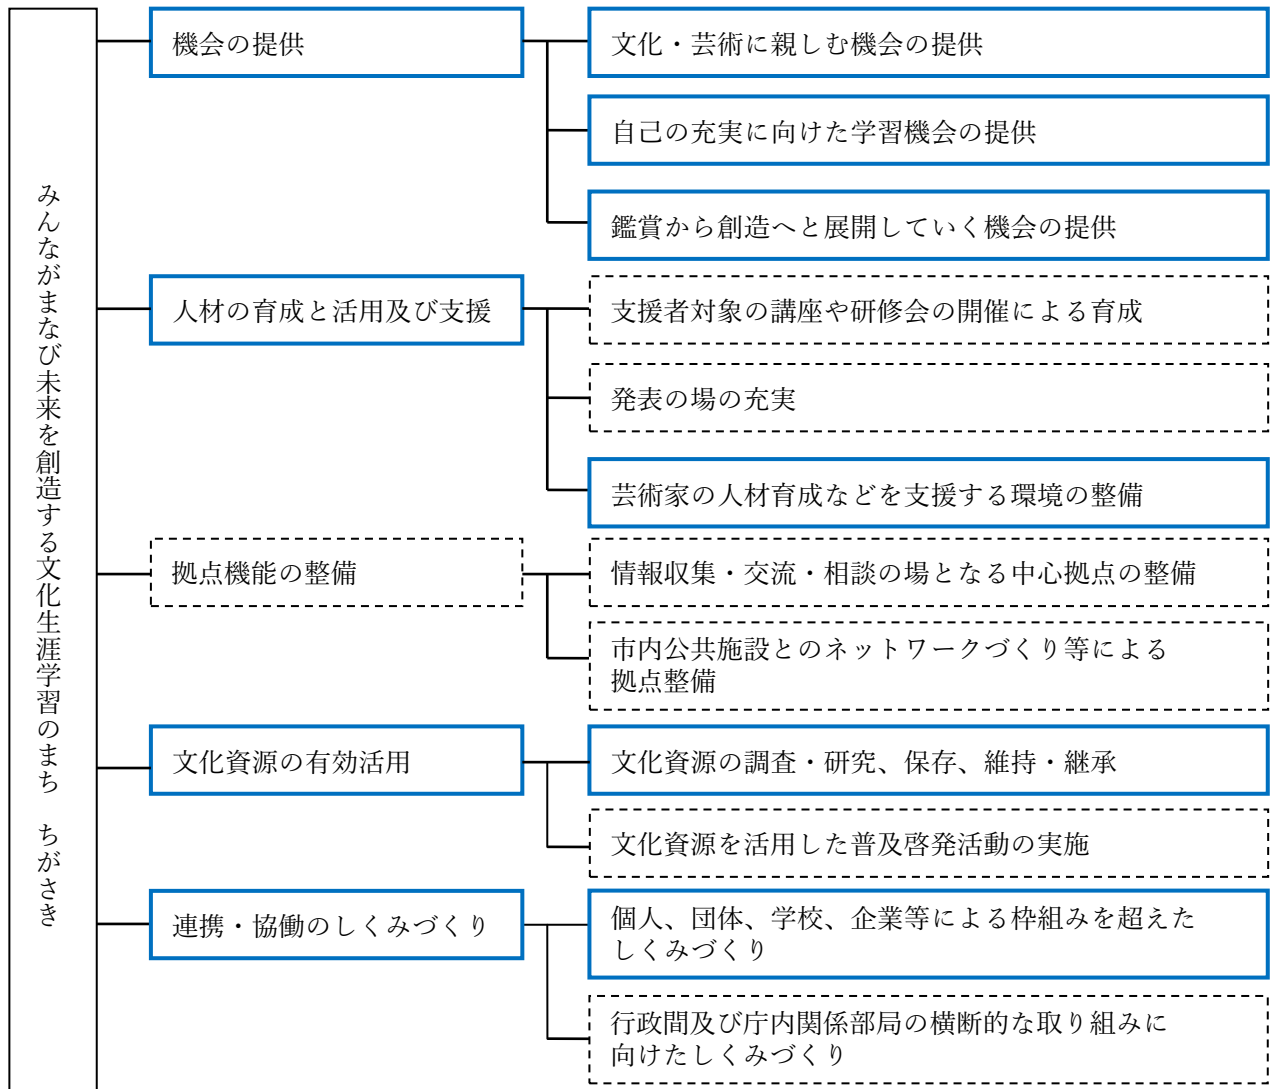 みんながまなび未来を創造する文化生涯学習のまち　ちがさき
機会の提供
文化・芸術に親しむ機会の提供
自己の充実に向けた学習機会の提供
鑑賞から創造へと展開していく機会の提供
人材の育成と活用及び支援
支援者対象の講座や研修会の開催による育成
発表の場の充実
芸術家の人材育成などを支援する環境の整備
拠点機能の整備
情報収集・交流・相談の場となる中心拠点の整備
市内公共施設とのネットワークづくり等による
拠点整備
文化資源の有効活用
文化資源の調査・研究、保存、維持・継承
文化資源を活用した普及啓発活動の実施
連携・協働のしくみづくり
個人、団体、学校、企業等による枠組みを超えた
しくみづくり
行政間及び庁内関係部局の横断的な取り組みに
向けたしくみづくり